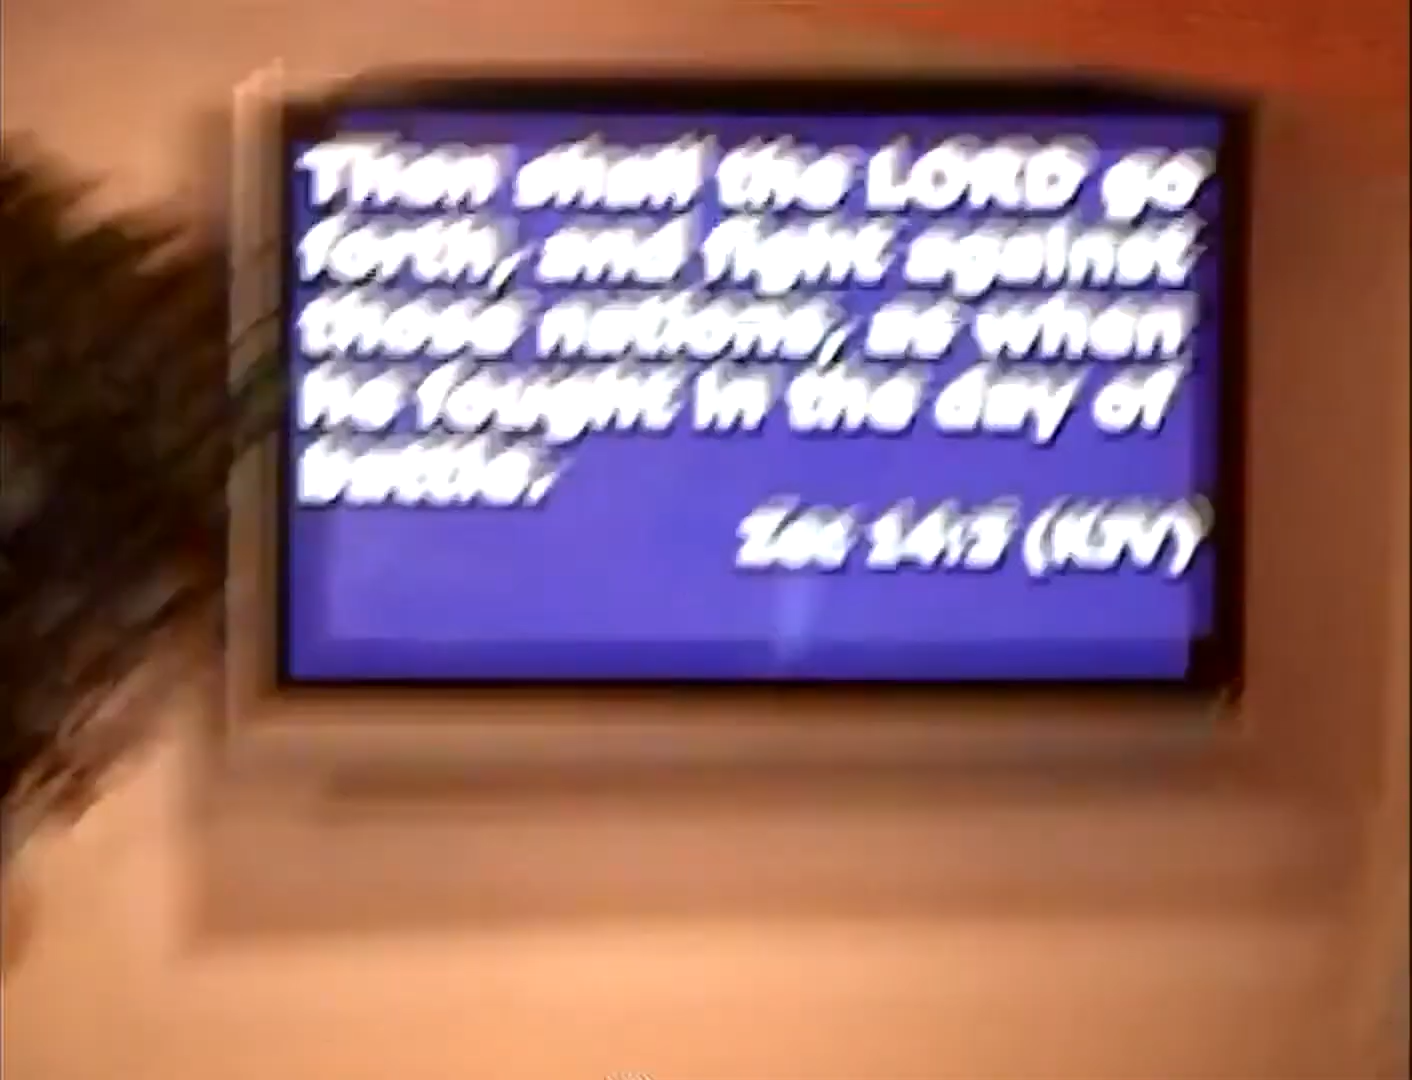 Then shall the LORD go
forth, and fight against
those nations, as when
he fought in the day of
battle.
Zec 14:3 (KJV)